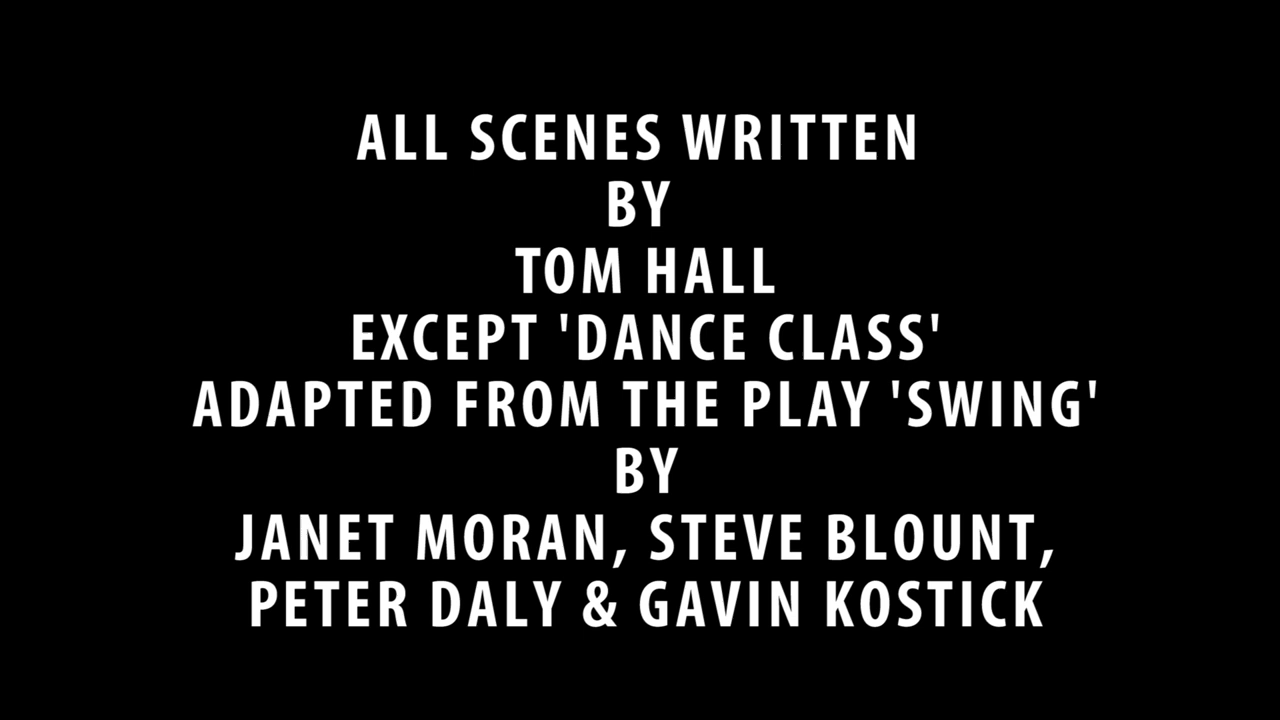 ALL SCENES WRITTEN
BY
TOM HALL
EXCEPT 'DANCE CLASS'
ADAPTED FROM THE PLAY 'SWING'
BY
JANET MORAN, STEVE BLOUNT,
PETER DALY & GAVIN KOSTICK